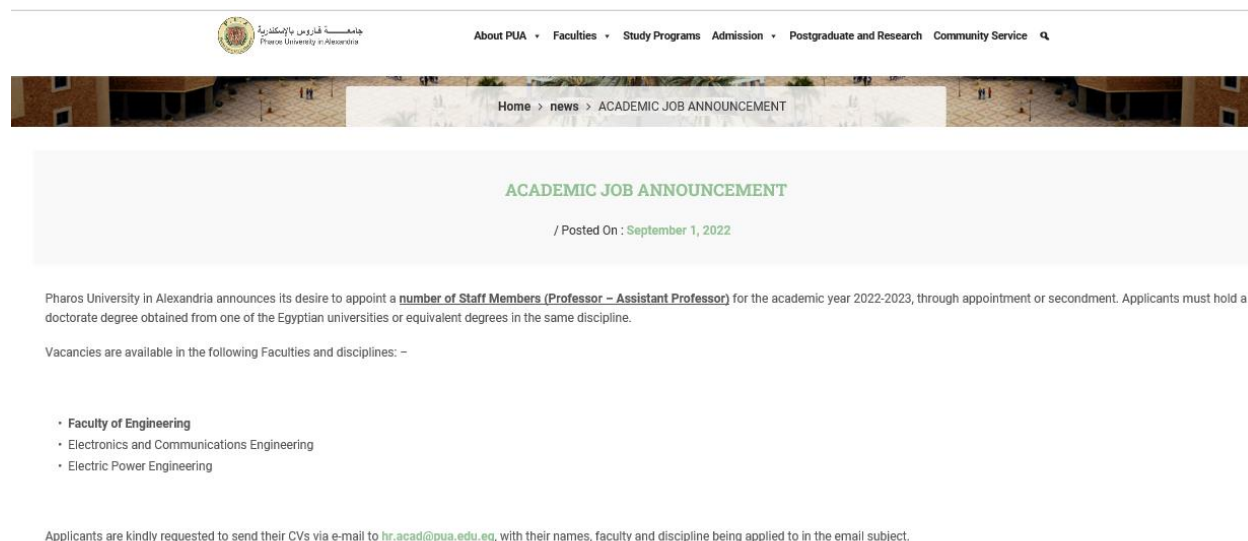 جامعــــة فاروس بالإسكندرية
Pharos University in Alexandria
About PUA Faculties Study Programs Admission Postgraduate and Research Community Service
Home > news > ACADEMIC JOB ANNOUNCEMENT
ACADEMIC JOB ANNOUNCEMENT
/ Posted On : September 1, 2022
Pharos University in Alexandria announces its desire to appoint a number of Staff Members (Professor – Assistant Professor) for the academic year 2022-2023, through appointment or secondment. Applicants must hold a
doctorate degree obtained from one of the Egyptian universities or equivalent degrees in the same discipline.
Vacancies are available in the following Faculties and disciplines: –
• Faculty of Engineering
• Electronics and Communications Engineering
• Electric Power Engineering
Applicants are kindly requested to send their CVs via e-mail to hr.acad@pua.edu.eg, with their names, faculty and discipline being applied to in the email subject.